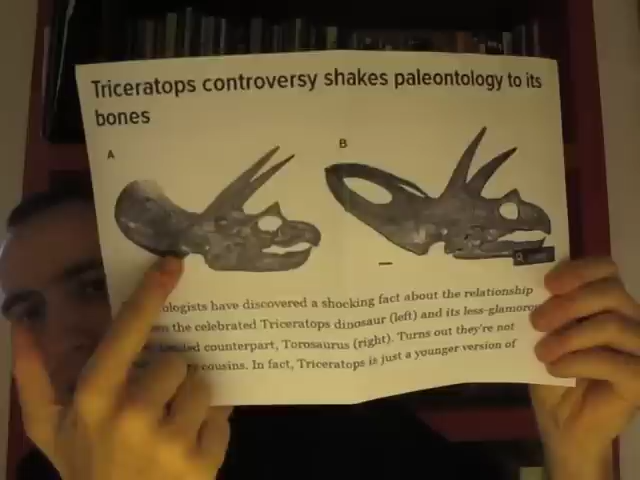 Triceratops controversy shakes paleontology to its
bones
A
B
ologists have discovered a shocking fact about the relationship
the celebrated Triceratops dinosaur (left) and its less-glamoro
counterpart, Torosaurus (right). Turns out they're not
cousins. In fact, Triceratops is just a younger version of